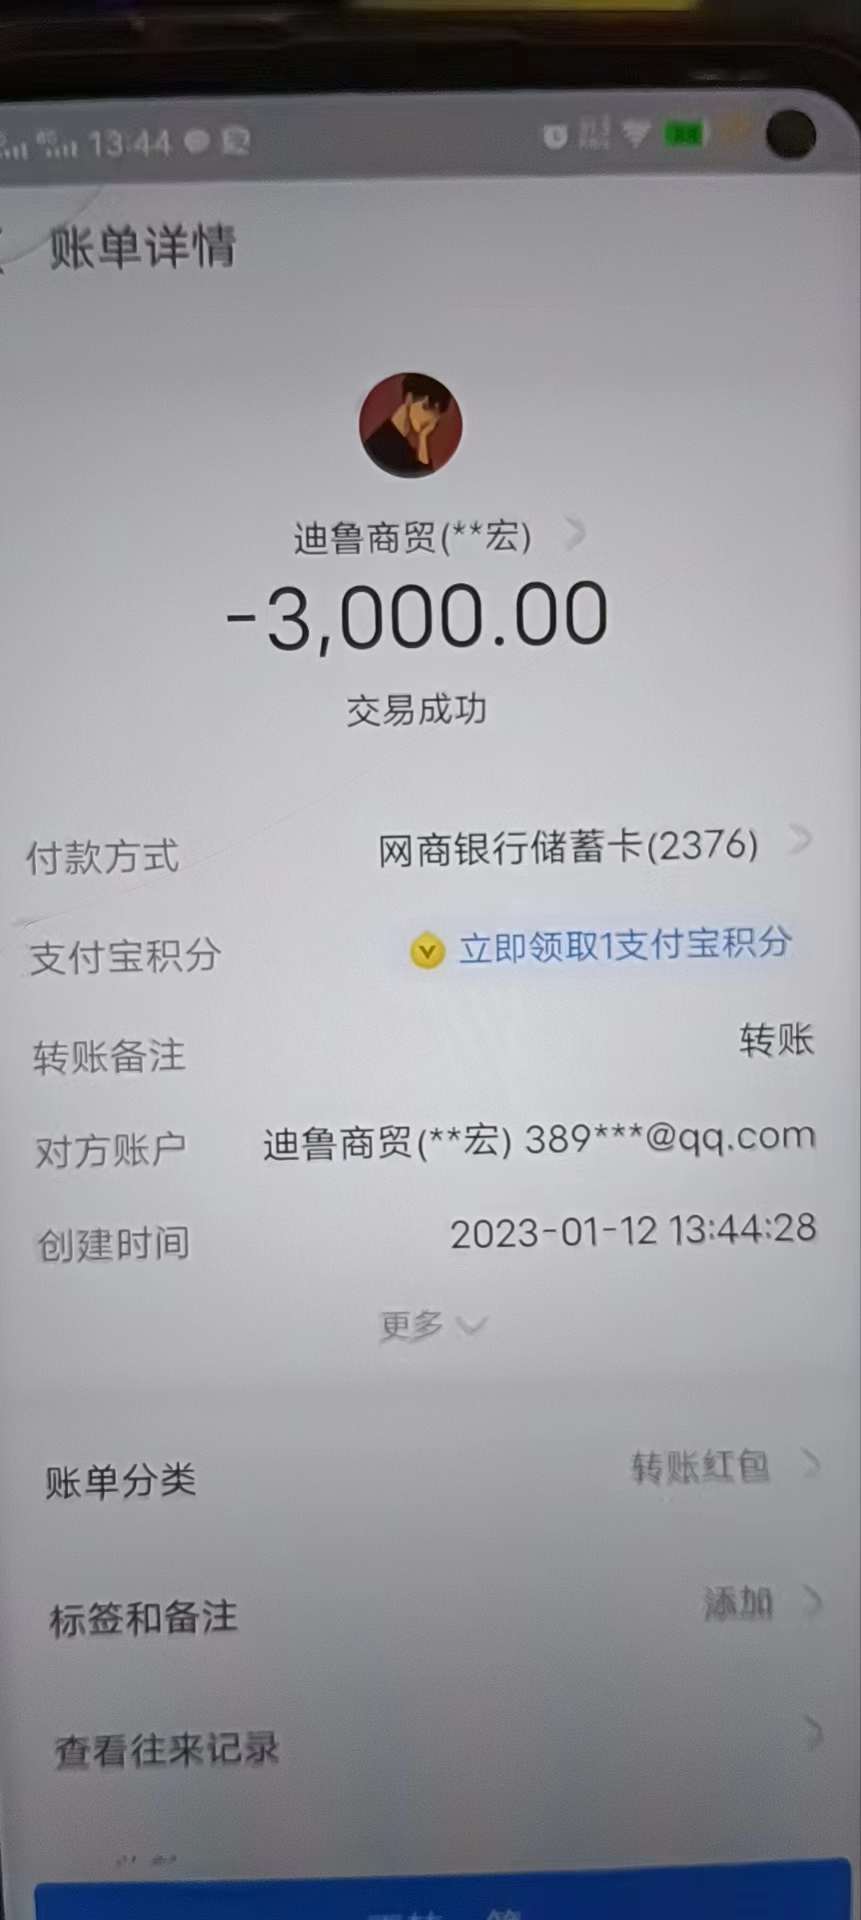 13:44
账单详情
迪鲁商贸(**宏)
-3,000.00
交易成功
付款方式 网商银行储蓄卡(2376)
支付宝积分 立即领取1支付宝积分
转账备注 转账
对方账户 迪鲁商贸(**宏) 389***@qq.com
创建时间 2023-01-12 13:44:28
更多
账单分类 转账红包
标签和备注 添加
查看往来记录